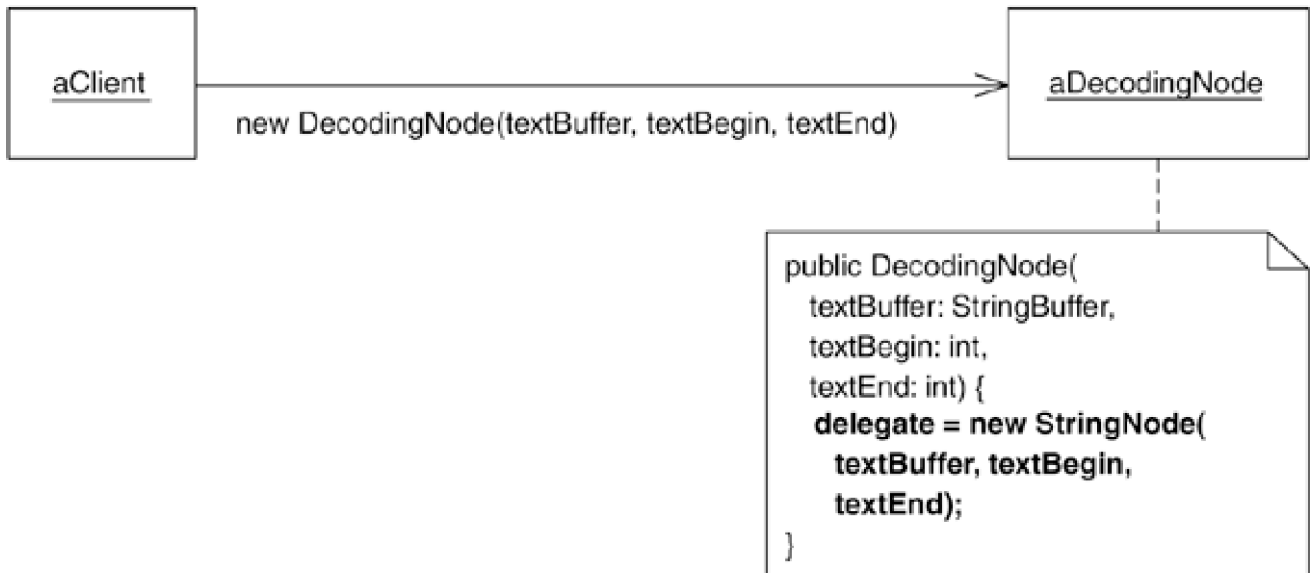 aClient
aDecodingNode
new DecodingNode(textBuffer, textBegin, textEnd)
public DecodingNode(
textBuffer: StringBuffer,
textBegin: int,
textEnd: int) {
delegate = new StringNode(
textBuffer, textBegin,
textEnd);
}